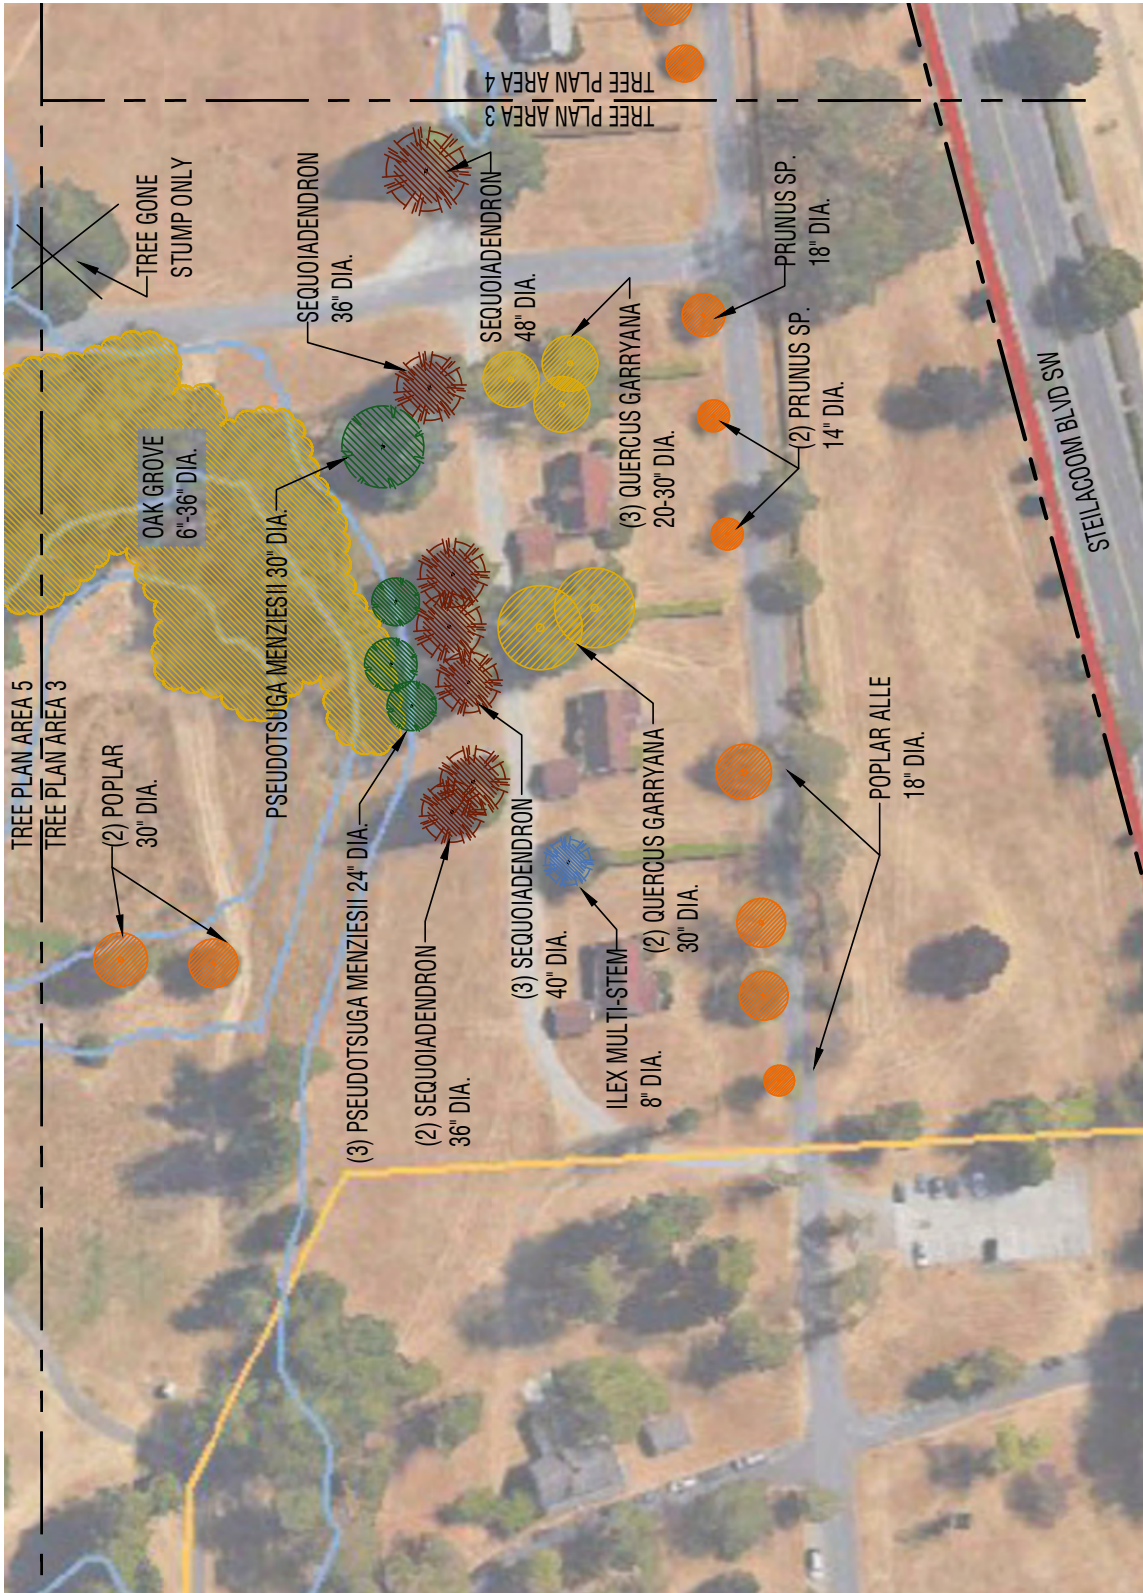 TREE PLAN AREA 5
TREE PLAN AREA 3
(2) POPLAR
30" DIA.
OAK GROVE
6"-36" DIA.
TREE GONE
STUMP ONLY
PSEUDOTSUGA MENZIESII 30" DIA.
SEQUOIADENDRON
36" DIA.
(3) PSEUDOTSUGA MENZIESII 24" DIA.
(2) SEQUOIADENDRON
36" DIA.
SEQUOIADENDRON
48" DIA.
(3) SEQUOIADENDRON
40" DIA.
ILEX MULTI-STEM
8" DIA.
(2) QUERCUS GARRYANA
30" DIA.
(3) QUERCUS GARRYANA
20-30" DIA.
TREE PLAN AREA 4
TREE PLAN AREA 3
PRUNUS SP.
18" DIA.
(2) PRUNUS SP.
14" DIA.
POPLAR ALLE
18" DIA.
STEILACOOM BLVD SW